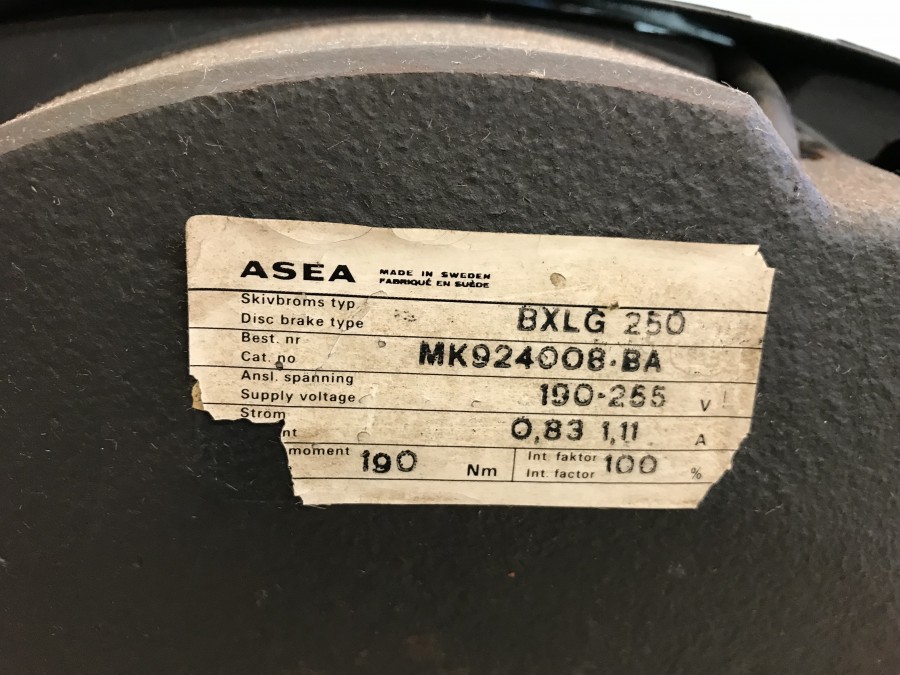 ASEA MADE IN SWEDEN
FABRIQUÉ EN SUÈDE
Skivbroms typ
Disc brake type BXLG 250
Best. nr
Cat. no MK924008-BA
Ansl. spanning
Supply voltage 190-255 V
Ström
nt 0,83 1,11 A
moment 190 Nm
Int. faktor
Int. factor 100 %